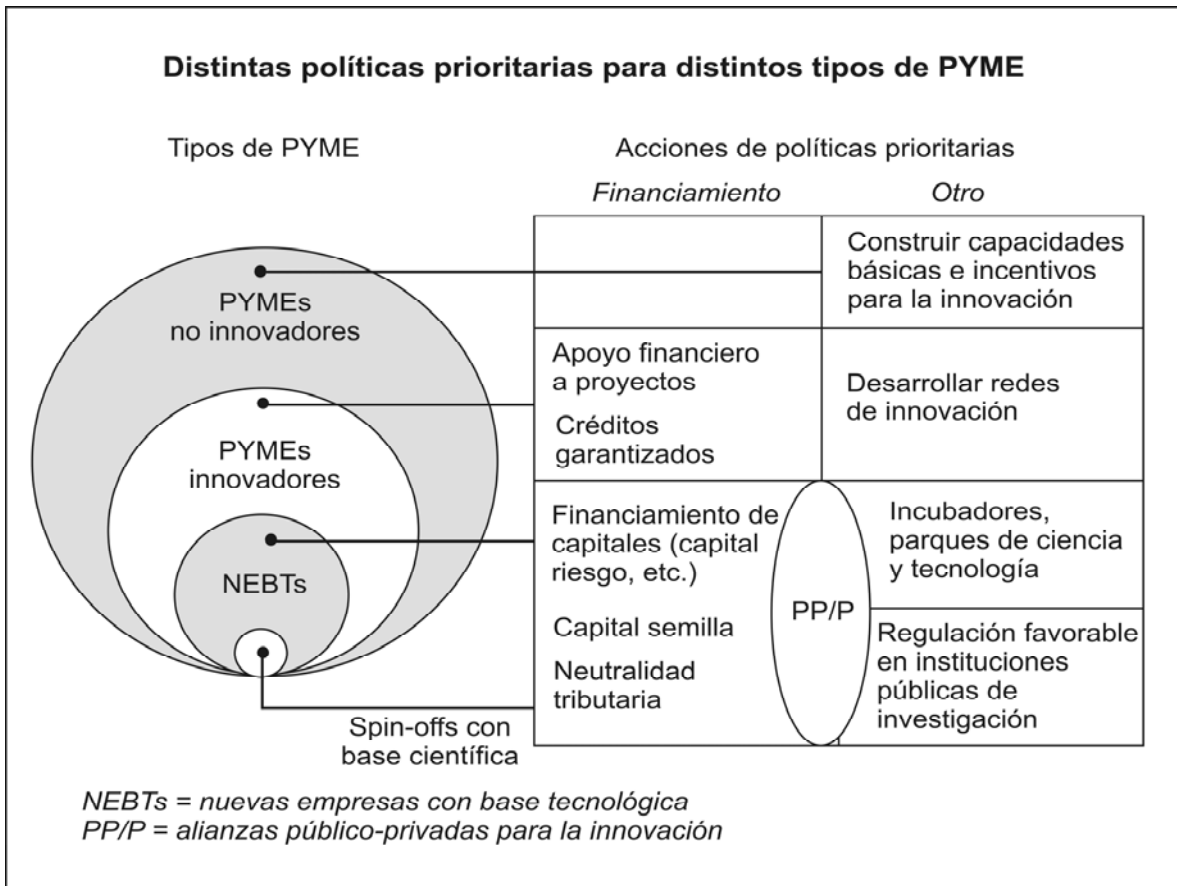 Distintas políticas prioritarias para distintos tipos de PYME
Tipos de PYME
Acciones de políticas prioritarias
Financiamiento
Otro
PYMEs
no innovadores
Construir capacidades
básicas e incentivos
para la innovación
PYMEs
innovadores
Apoyo financiero
a proyectos
Créditos
garantizados
Desarrollar redes
de innovación
NEBTs
Financiamiento de
capitales (capital
riesgo, etc.)
Capital semilla
Neutralidad
tributaria
PP/P
Incubadores,
parques de ciencia
y tecnología
Regulación favorable
en instituciones
públicas de
investigación
Spin-offs con
base científica
NEBTs = nuevas empresas con base tecnológica
PP/P = alianzas público-privadas para la innovación